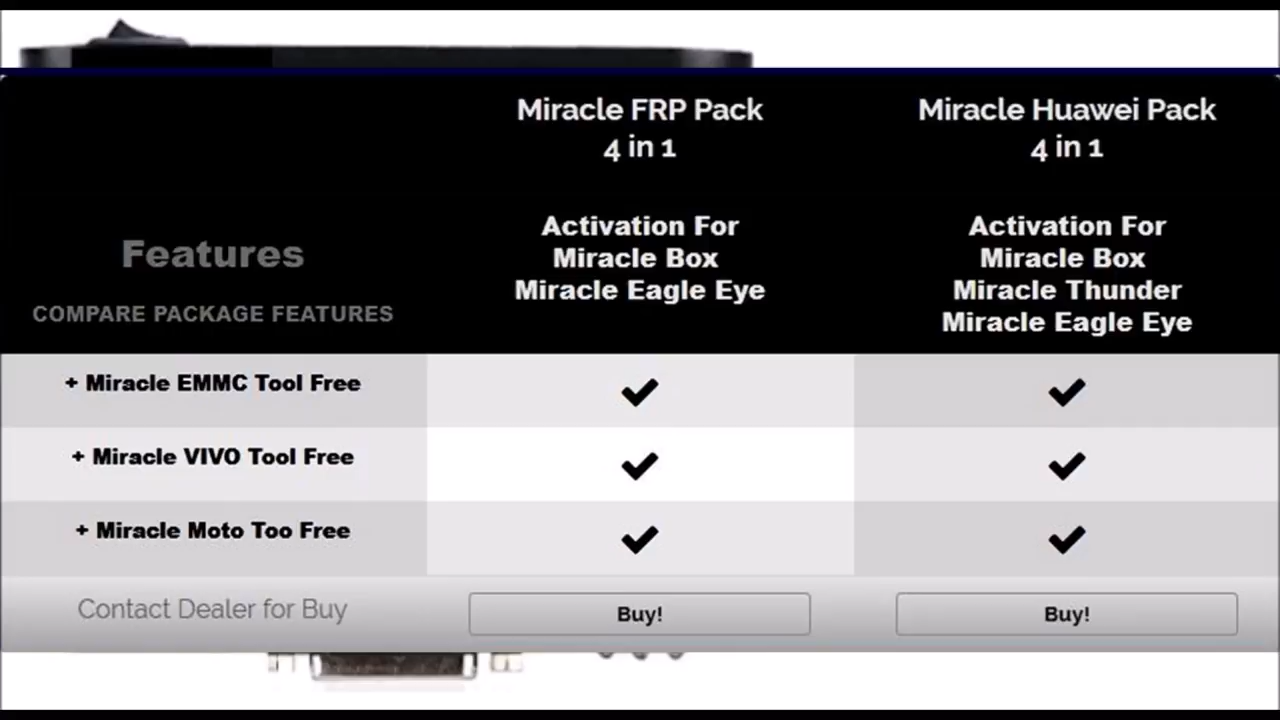 Miracle FRP Pack
4 in 1
Miracle Huawei Pack
4 in 1
Features
COMPARE PACKAGE FEATURES
Activation For
Miracle Box
Miracle Eagle Eye
Activation For
Miracle Box
Miracle Thunder
Miracle Eagle Eye
+ Miracle EMMC Tool Free
+ Miracle VIVO Tool Free
+ Miracle Moto Too Free
Contact Dealer for Buy
Buy!
Buy!